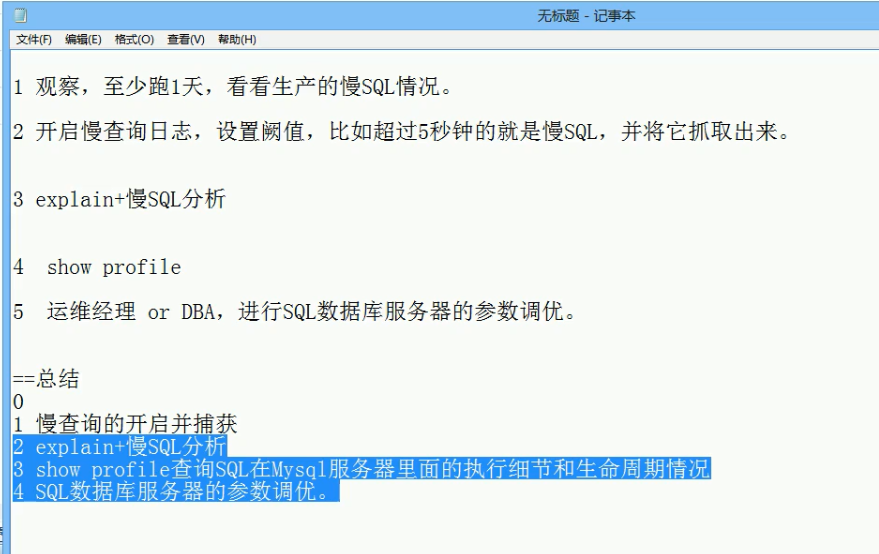 无标题 - 记事本
文件(F) 编辑(E) 格式(O) 查看(V) 帮助(H)
1 观察，至少跑1天，看看生产的慢SQL情况。
2 开启慢查询日志，设置阙值，比如超过5秒钟的就是慢SQL，并将它抓取出来。
3 explain+慢SQL分析
4  show profile
5  运维经理 or DBA，进行SQL数据库服务器的参数调优。
==总结
0
1 慢查询的开启并捕获
2 explain+慢SQL分析
3 show profile查询SQL在Mysql服务器里面的执行细节和生命周期情况
4 SQL数据库服务器的参数调优。